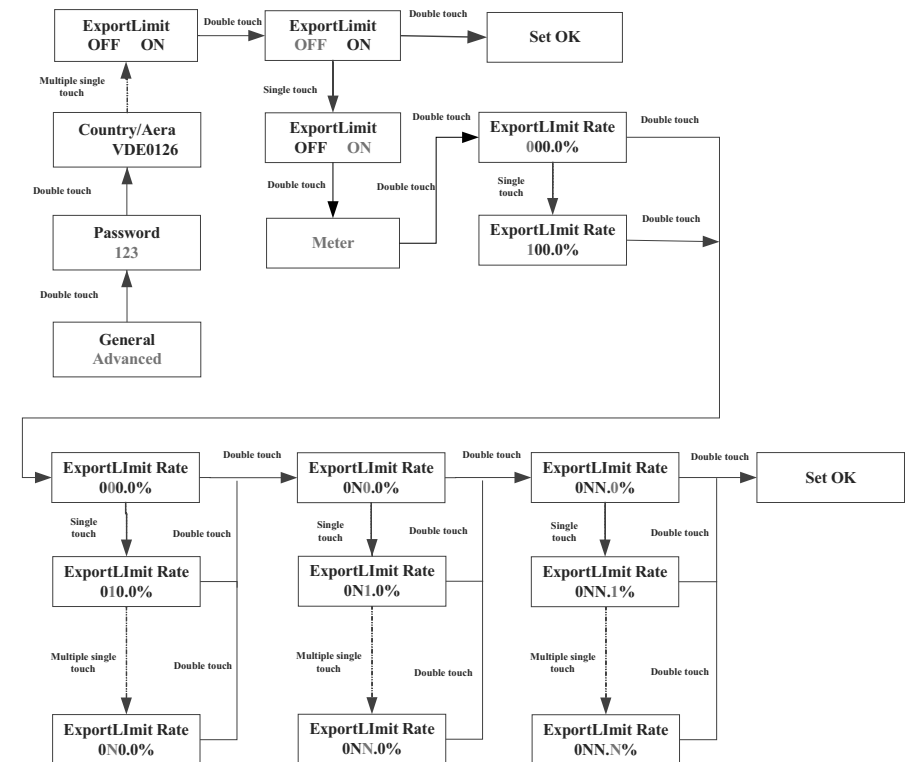 ExportLimit
OFF ON
Double touch
ExportLimit
OFF ON
Double touch
Set OK
Multiple single
touch
Single touch
Country/Aera
VDE0126
ExportLimit
OFF ON
Double touch
ExportLImit Rate
000.0%
Double touch
Double touch
Double touch
Double touch
Single
touch
Password
123
Meter
ExportLImit Rate
100.0%
Double touch
Double touch
General
Advanced
ExportLImit Rate
000.0%
Double touch
ExportLImit Rate
0N0.0%
Double touch
ExportLImit Rate
0NN.0%
Double touch
Set OK
Single
touch
Double touch
Single
touch
Double touch
Single
touch
Double touch
ExportLImit Rate
010.0%
ExportLImit Rate
0N1.0%
ExportLImit Rate
0NN.1%
Multiple single
touch
Double touch
Multiple single
touch
Double touch
Multiple single
touch
Double touch
ExportLImit Rate
0N0.0%
ExportLImit Rate
0NN.0%
ExportLImit Rate
0NN.N%